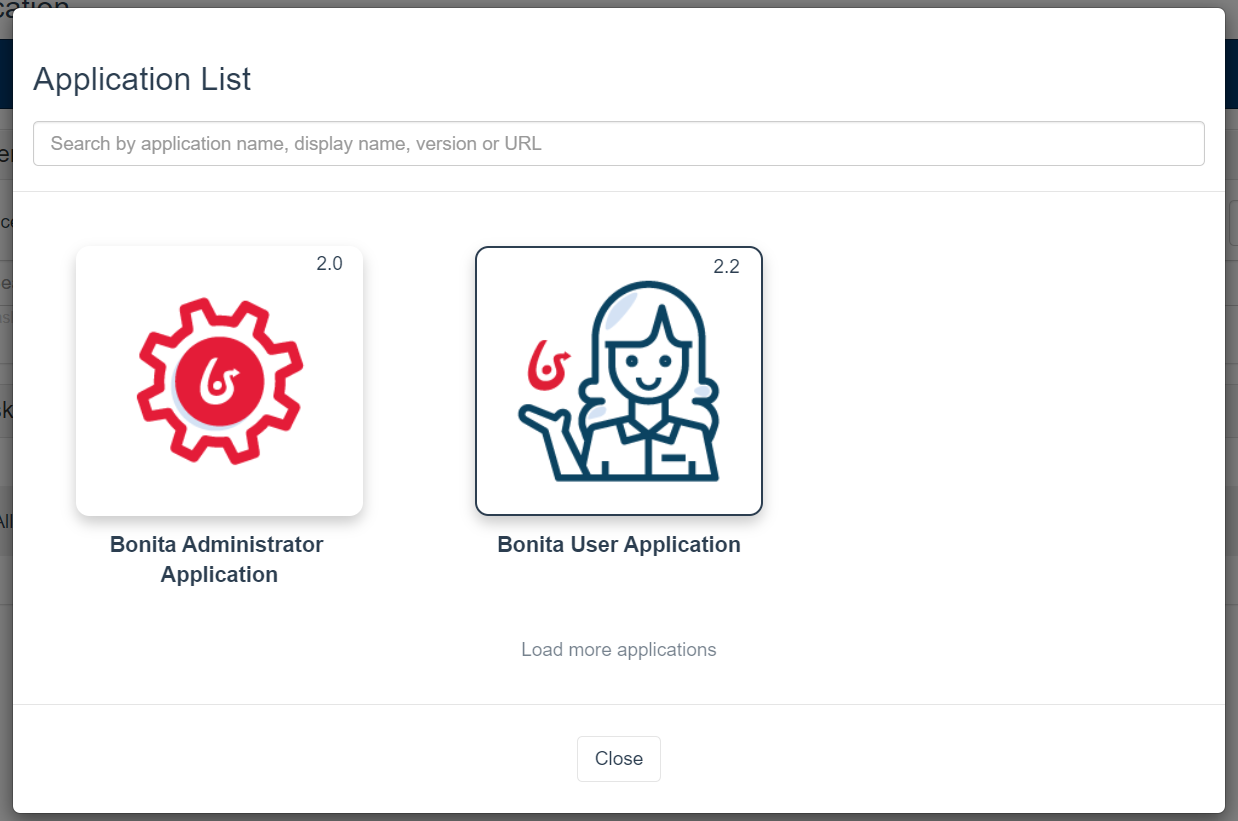 Application List
Search by application name, display name, version or URL
2.0
2.2
Bonita Administrator
Application
Bonita User Application
Load more applications
Close